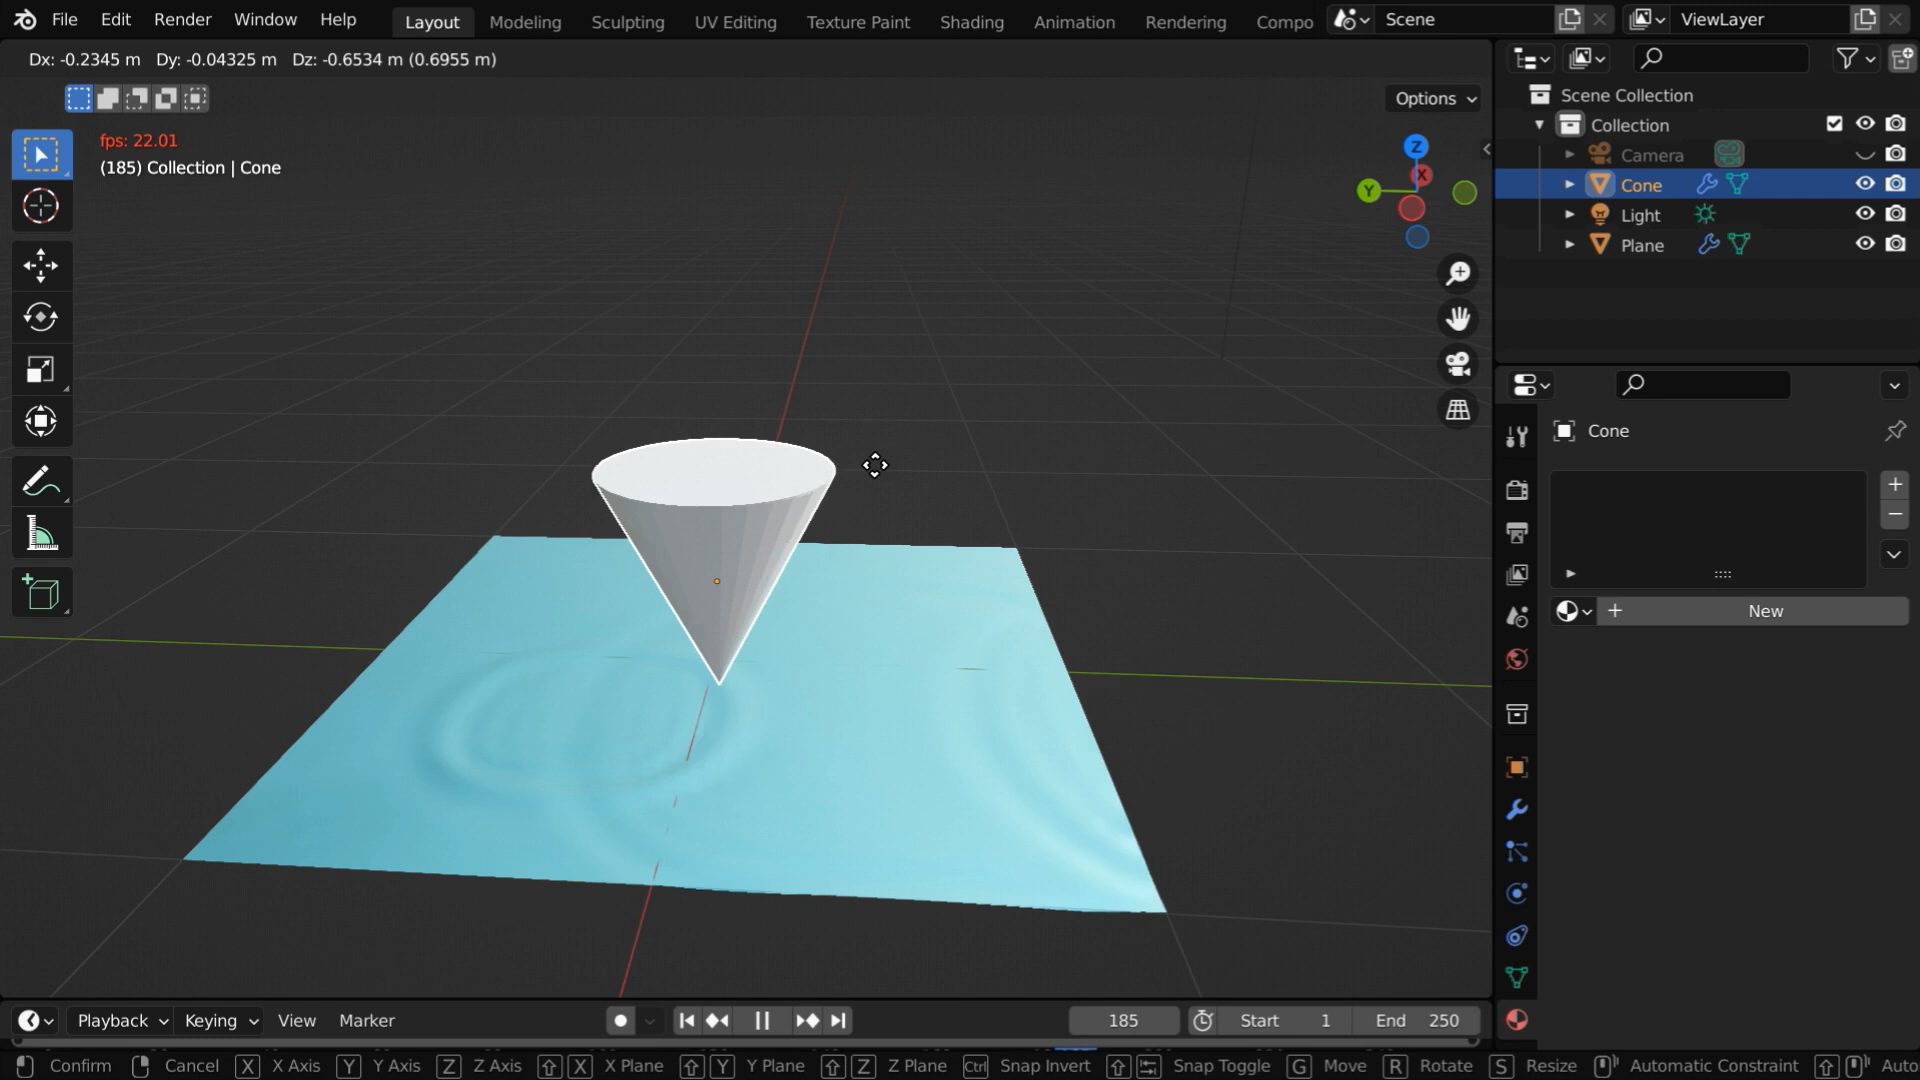 File Edit Render Window Help Layout Modeling Sculpting UV Editing Texture Paint Shading Animation Rendering Compo Scene ViewLayer
Dx: -0.2345 m Dy: -0.04325 m Dz: -0.6534 m (0.6955 m)
Options
fps: 22.01
(185) Collection | Cone
Z
X
Y
Scene Collection
Collection
Camera
Cone
Light
Plane
Cone
New
Playback Keying View Marker 185 Start 1 End 250
Confirm Cancel X X Axis Y Y Axis Z Z Axis X X Plane Y Y Plane Z Z Plane Ctrl Snap Invert Snap Toggle G Move R Rotate S Resize Automatic Constraint Auto